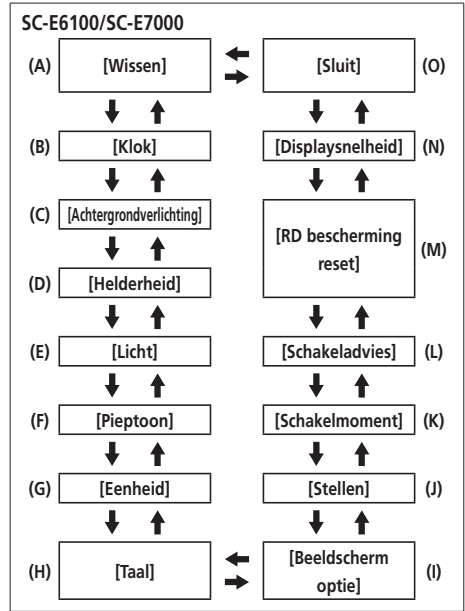 SC-E6100/SC-E7000
(A) [Wissen] [Sluit] (O)
(B) [Klok] [Displaysnelheid] (N)
(C) [Achtergrondverlichting] [RD bescherming
reset] (M)
(D) [Helderheid]
(E) [Licht] [Schakeladvies] (L)
(F) [Pieptoon] [Schakelmoment] (K)
(G) [Eenheid] [Stellen] (J)
(H) [Taal] [Beeldscherm
optie] (I)